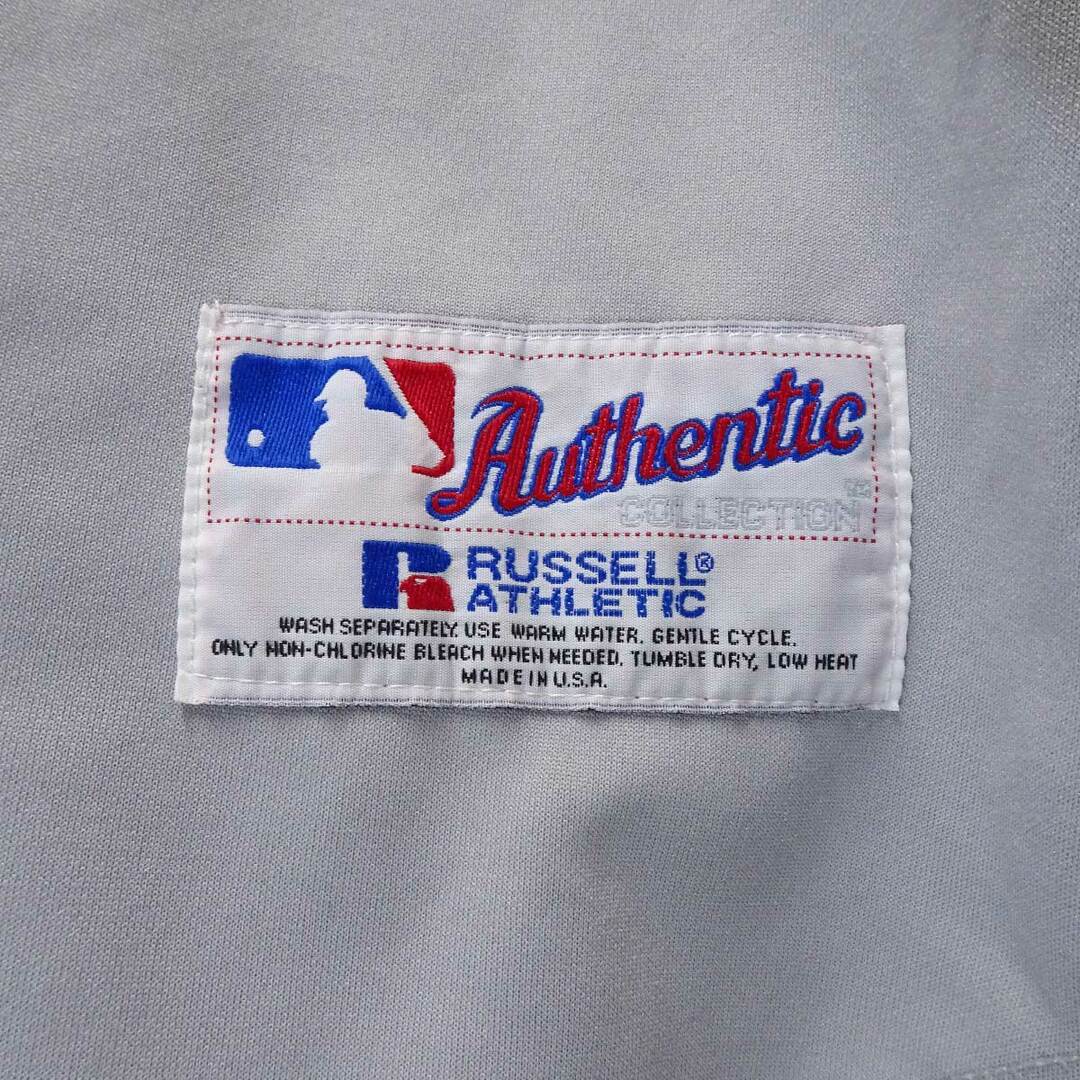 Authentic
COLLECTION™
RUSSELL®
ATHLETIC
WASH SEPARATELY. USE WARM WATER. GENTLE CYCLE.
ONLY NON-CHLORINE BLEACH WHEN NEEDED. TUMBLE DRY, LOW HEAT
MADE IN U.S.A.